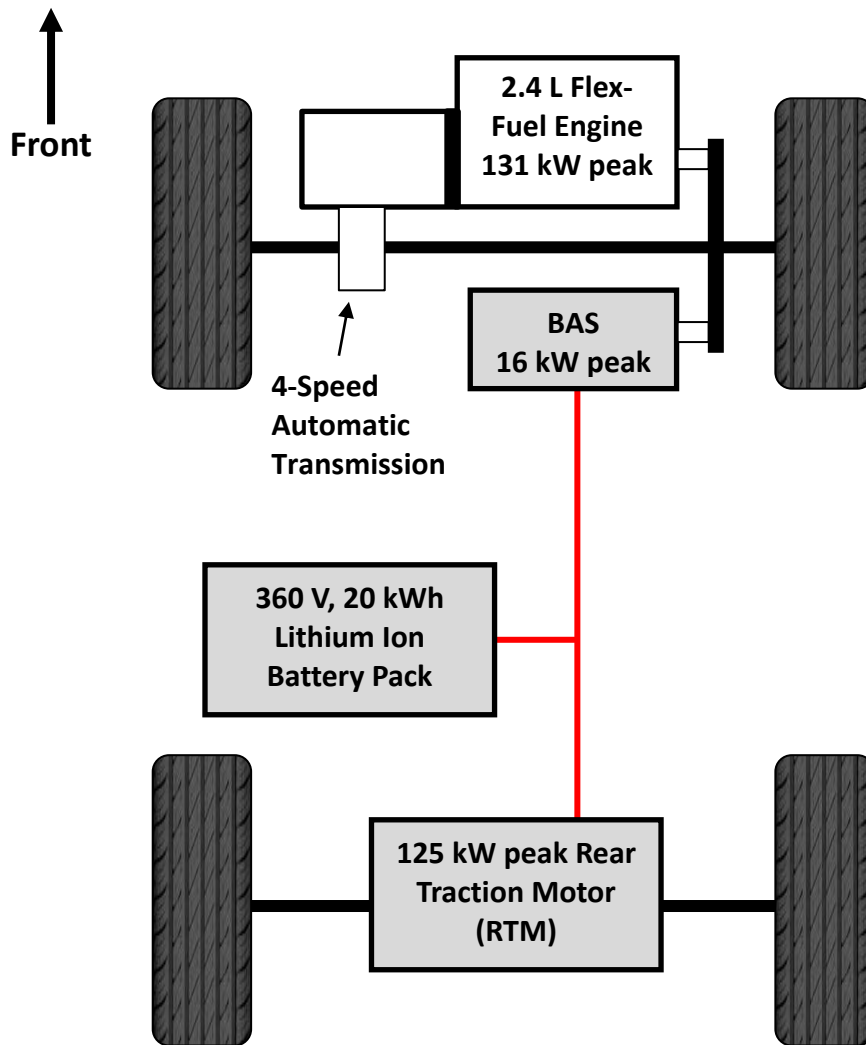 Front
2.4 L Flex-
Fuel Engine
131 kW peak
BAS
16 kW peak
4-Speed
Automatic
Transmission
360 V, 20 kWh
Lithium Ion
Battery Pack
125 kW peak Rear
Traction Motor
(RTM)